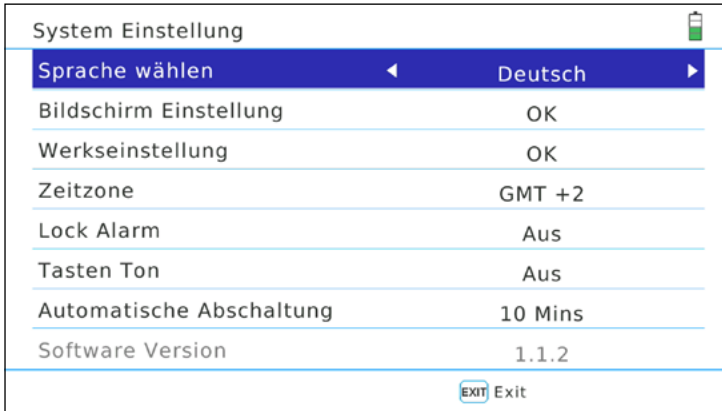 System Einstellung
Sprache wählen Deutsch
Bildschirm Einstellung OK
Werkseinstellung OK
Zeitzone GMT +2
Lock Alarm Aus
Tasten Ton Aus
Automatische Abschaltung 10 Mins
Software Version 1.1.2
EXIT Exit